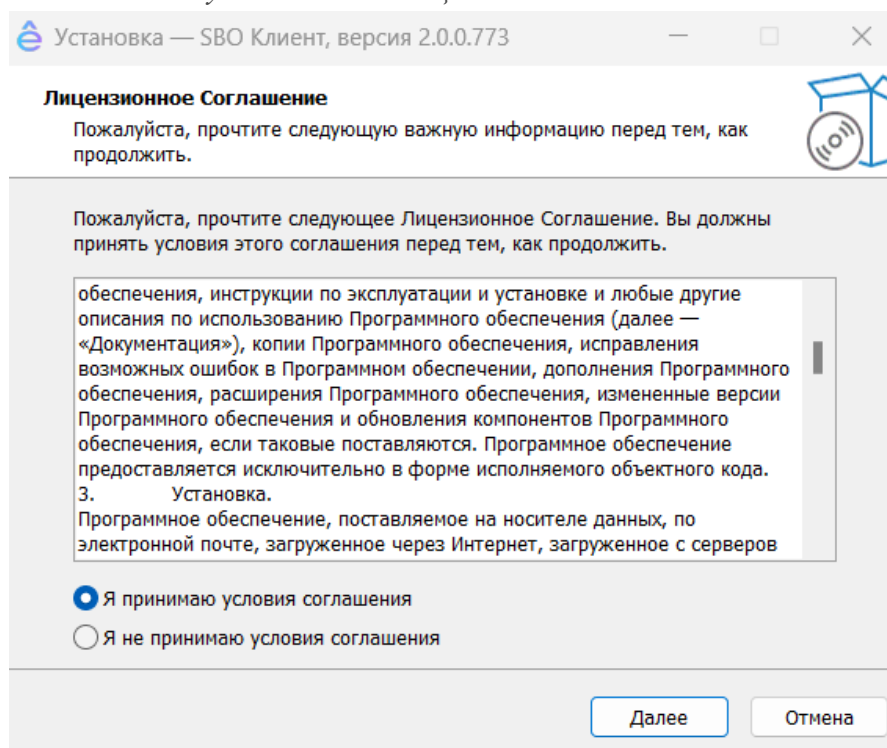 Установка — SBO Клиент, версия 2.0.0.773
Лицензионное Соглашение
Пожалуйста, прочтите следующую важную информацию перед тем, как
продолжить.
Пожалуйста, прочтите следующее Лицензионное Соглашение. Вы должны
принять условия этого соглашения перед тем, как продолжить.
обеспечения, инструкции по эксплуатации и установке и любые другие
описания по использованию Программного обеспечения (далее —
«Документация»), копии Программного обеспечения, исправления
возможных ошибок в Программном обеспечении, дополнения Программного
обеспечения, расширения Программного обеспечения, измененные версии
Программного обеспечения и обновления компонентов Программного
обеспечения, если таковые поставляются. Программное обеспечение
предоставляется исключительно в форме исполняемого объектного кода.
3. Установка.
Программное обеспечение, поставляемое на носителе данных, по
электронной почте, загруженное через Интернет, загруженное с серверов
Я принимаю условия соглашения
Я не принимаю условия соглашения
Далее
Отмена